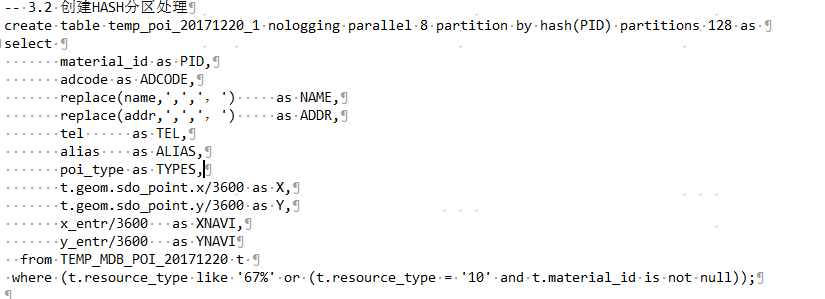 -- 3.2 创建HASH分区处理
create table temp_poi_20171220_1 nologging parallel 8 partition by hash(PID) partitions 128 as
select
material_id as PID,
adcode as ADCODE,
replace(name,',',',') as NAME,
replace(addr,',',',') as ADDR,
tel as TEL,
alias as ALIAS,
poi_type as TYPES,
t.geom.sdo_point.x/3600 as X,
t.geom.sdo_point.y/3600 as Y,
x_entr/3600 as XNAVI,
y_entr/3600 as YNAVI
from TEMP_MDB_POI_20171220 t
where (t.resource_type like '67%' or (t.resource_type = '10' and t.material_id is not null));